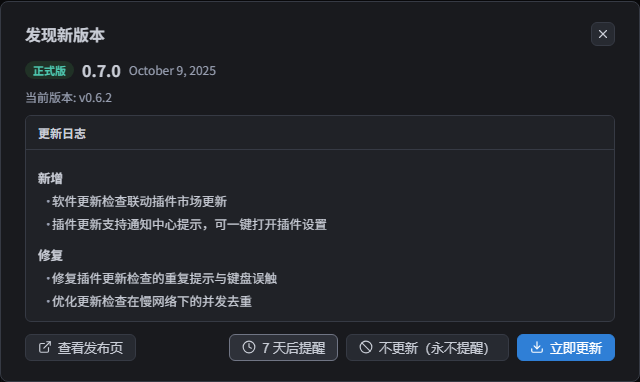 发现新版本
正式版 0.7.0 October 9, 2025
当前版本: v0.6.2
更新日志
新增
·软件更新检查联动插件市场更新
·插件更新支持通知中心提示，可一键打开插件设置
修复
·修复插件更新检查的重复提示与键盘误触
·优化更新检查在慢网络下的并发去重
查看发布页 7 天后提醒 不更新（永不提醒） 立即更新